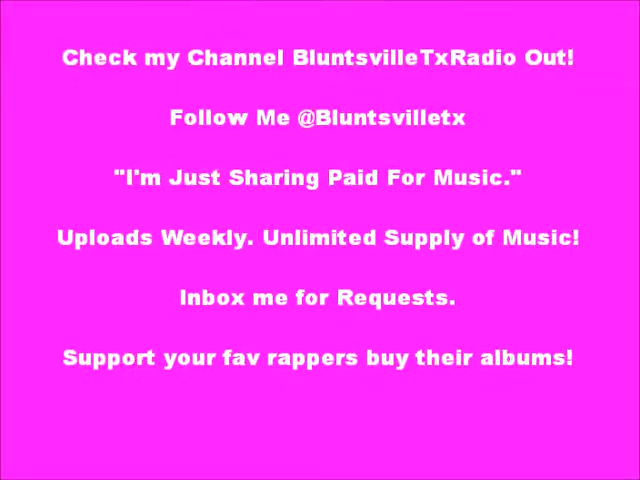 Check my Channel BluntsvilleTxRadio Out!
Follow Me @Bluntsvilletx
"I'm Just Sharing Paid For Music."
Uploads Weekly. Unlimited Supply of Music!
Inbox me for Requests.
Support your fav rappers buy their albums!